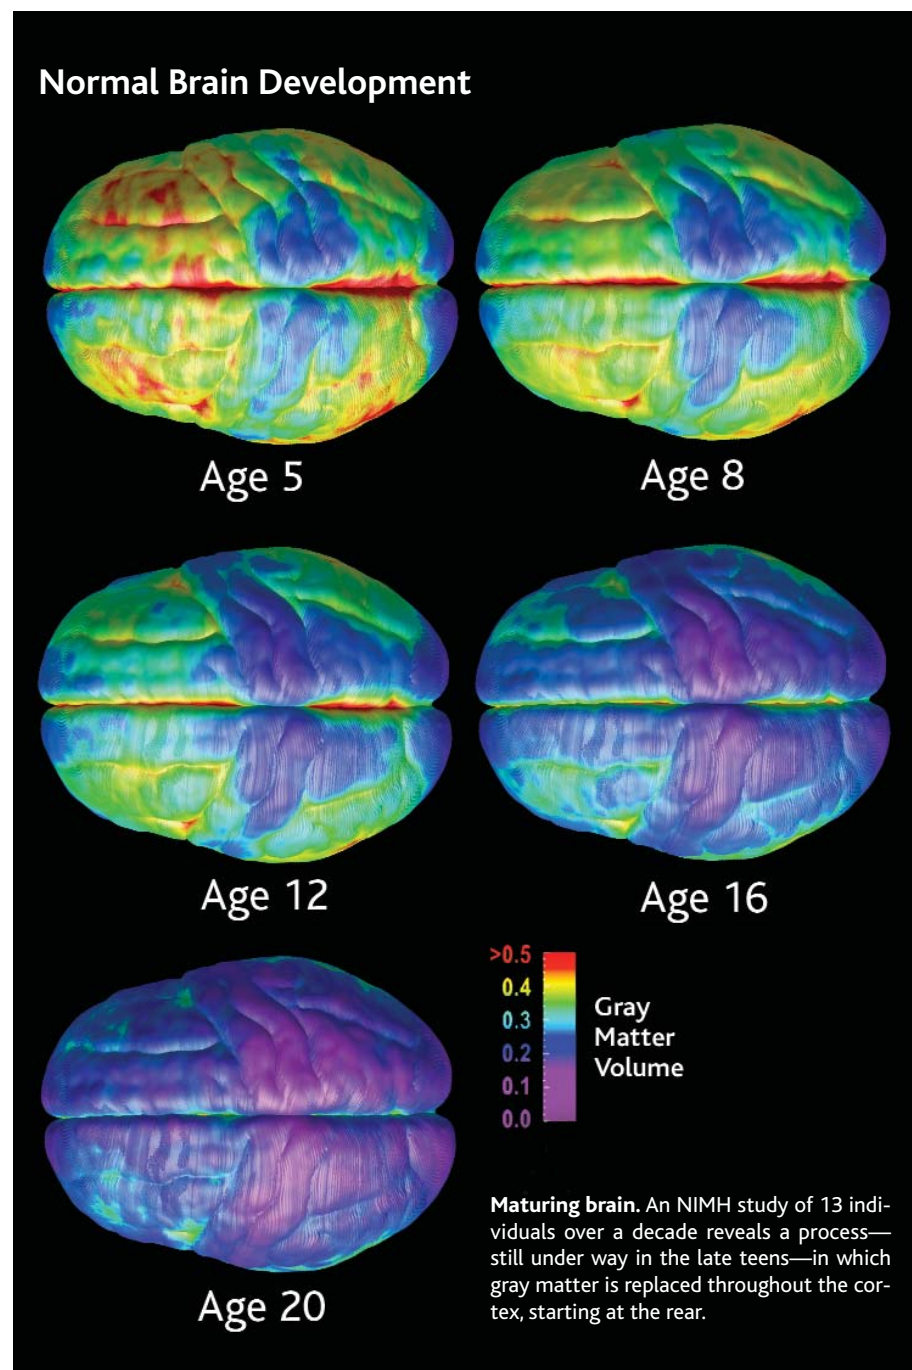 Normal Brain Development
Age 5
Age 8
Age 12
Age 16
>0.5
0.4
0.3
0.2
0.1
0.0
Gray
Matter
Volume
Age 20
Maturing brain. An NIMH study of 13 indi-
viduals over a decade reveals a process—
still under way in the late teens—in which
gray matter is replaced throughout the cor-
tex, starting at the rear.